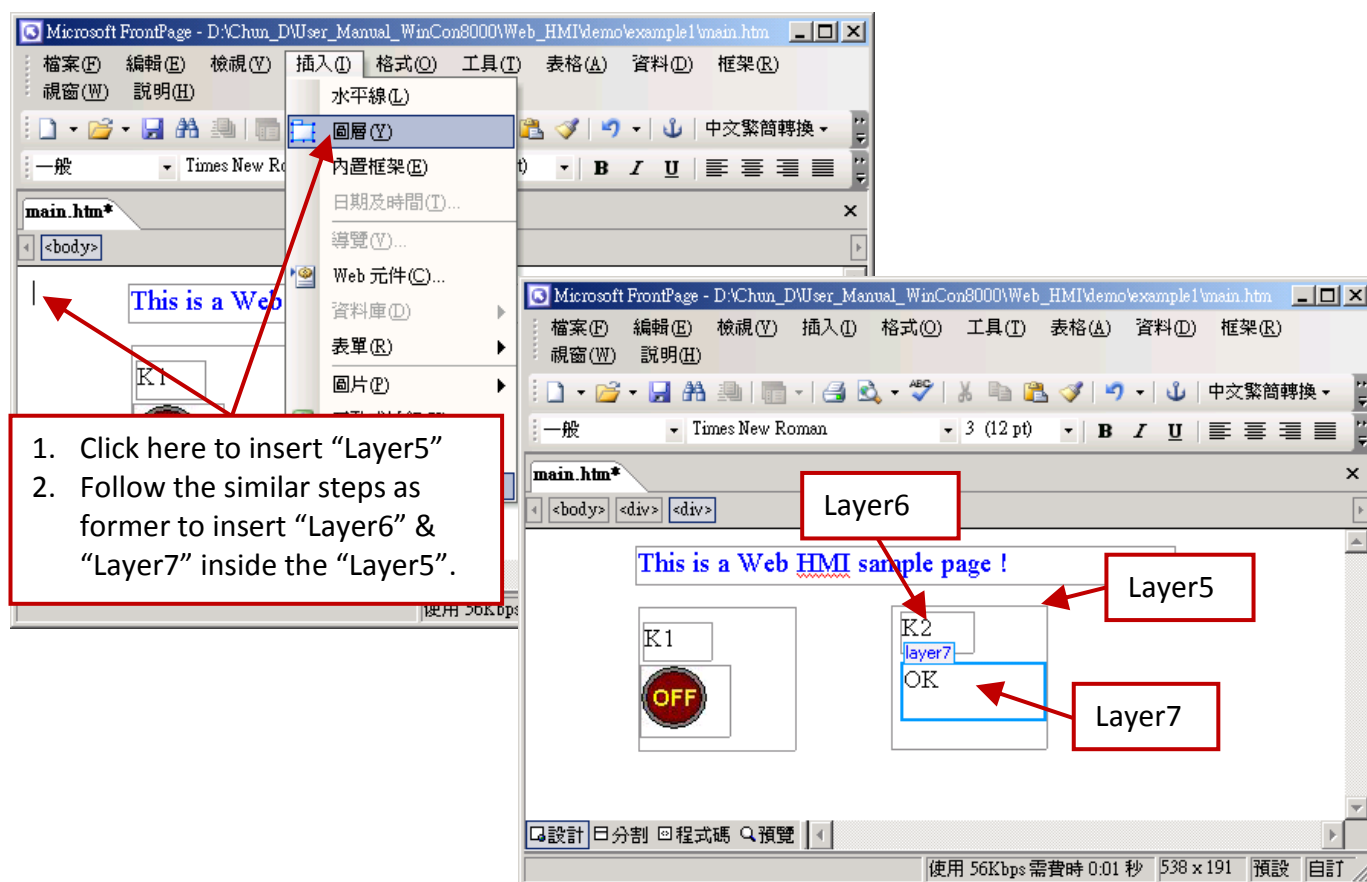 Microsoft FrontPage - D:\Chun_D\User_Manual_WinCon8000\Web_HMI\demo\example1\main.htm
檔案(F) 編輯(E) 檢視(V) 插入(I) 格式(O) 工具(T) 表格(A) 資料(D) 框架(R)
視窗(W) 說明(H)
水平線(L)
圖層(Y)
中文繁簡轉換
一般 Times New
B I U
內置框架(E)
日期及時間(T)...
main.htm*
導覽(V)...
<body>
Web 元件(C)...
This is a Web
資料庫(D)
表單(R)
K1
圖片(P)
1. Click here to insert “Layer5”
2. Follow the similar steps as
former to insert “Layer6” &
“Layer7” inside the “Layer5”.
使用 56Kbps
Microsoft FrontPage - D:\Chun_D\User_Manual_WinCon8000\Web_HMI\demo\example1\main.htm
檔案(F) 編輯(E) 檢視(V) 插入(I) 格式(O) 工具(T) 表格(A) 資料(D) 框架(R)
視窗(W) 說明(H)
ABC 中文繁簡轉換
一般 Times New Roman 3 (12 pt) B I U
main.htm*
<body> <div> <div>
Layer6
This is a Web HMI sample page !
Layer5
K1
K2
layer7
OFF
OK
Layer7
設計 分割 程式碼 預覽
使用 56Kbps 需費時 0:01 秒 538 x 191 預設 自訂